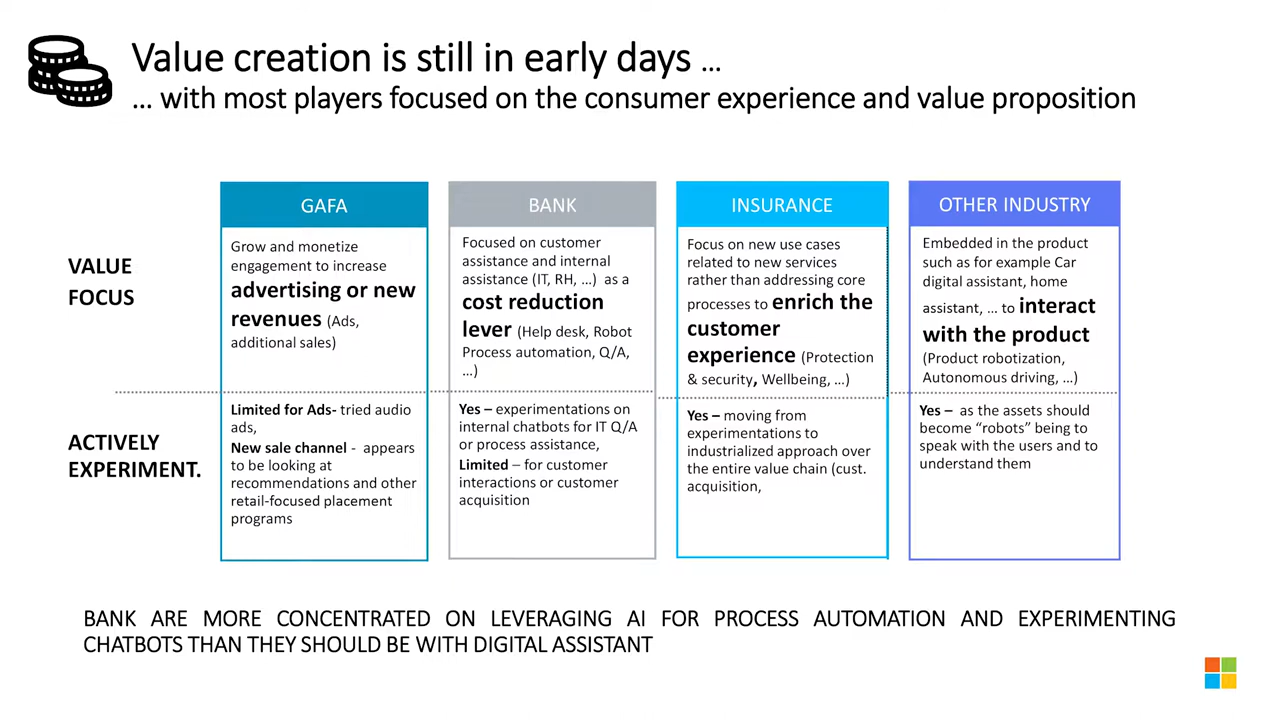 Value creation is still in early days ...
... with most players focused on the consumer experience and value proposition
GAFA
BANK
INSURANCE
OTHER INDUSTRY
VALUE
FOCUS
Grow and monetize
engagement to increase
advertising or new
revenues (Ads,
additional sales)
Focused on customer
assistance and internal
assistance (IT, RH, ...) as a
cost reduction
lever (Help desk, Robot
Process automation, Q/A,
...)
Focus on new use cases
related to new services
rather than addressing core
processes to enrich the
customer
experience (Protection
& security, Wellbeing, ...)
Embedded in the product
such as for example Car
digital assistant, home
assistant, ... to interact
with the product
(Product robotization,
Autonomous driving, ...)
ACTIVELY
EXPERIMENT.
Limited for Ads- tried audio
ads,
New sale channel - appears
to be looking at
recommendations and other
retail-focused placement
programs
Yes – experimentations on
internal chatbots for IT Q/A
or process assistance,
Limited – for customer
interactions or customer
acquisition
Yes – moving from
experimentations to
industrialized approach over
the entire value chain (cust.
acquisition,
Yes – as the assets should
become “robots” being to
speak with the users and to
understand them
BANK ARE MORE CONCENTRATED ON LEVERAGING AI FOR PROCESS AUTOMATION AND EXPERIMENTING
CHATBOTS THAN THEY SHOULD BE WITH DIGITAL ASSISTANT